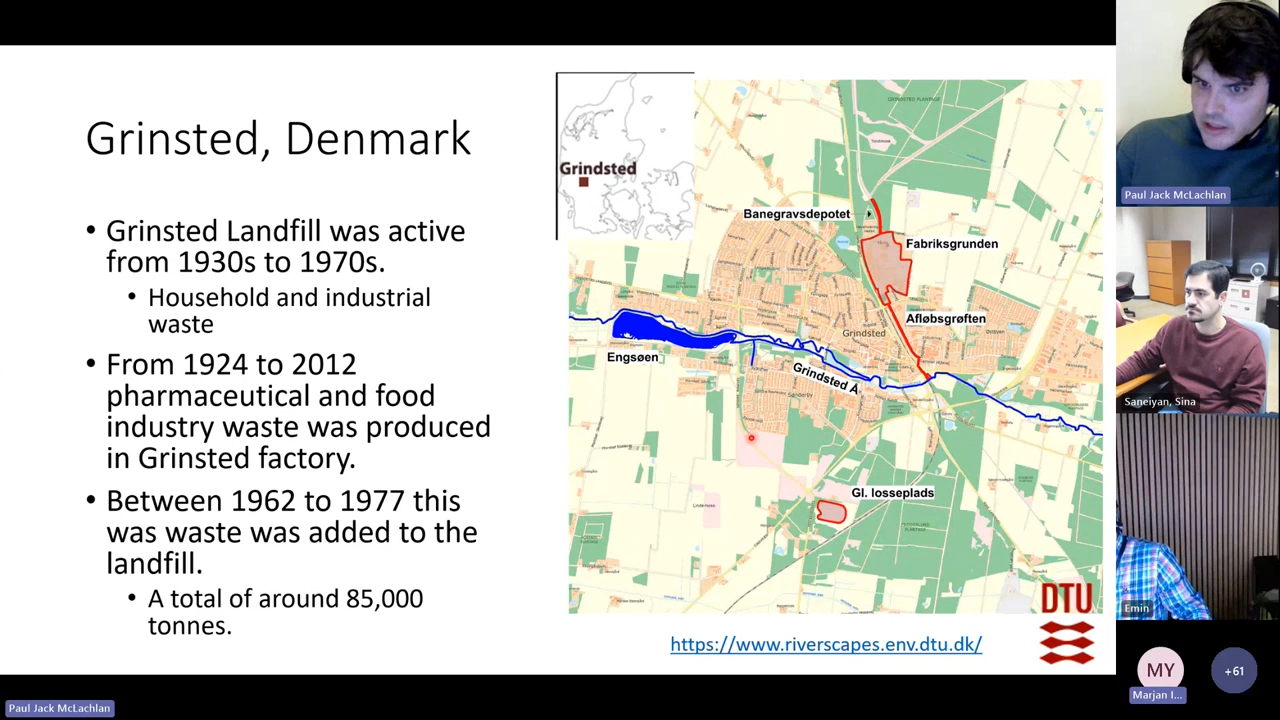 Grinsted, Denmark
• Grinsted Landfill was active
from 1930s to 1970s.
• Household and industrial
waste
• From 1924 to 2012
pharmaceutical and food
industry waste was produced
in Grinsted factory.
• Between 1962 to 1977 this
was waste was added to the
landfill.
• A total of around 85,000
tonnes.
Grindsted
Banegravsdepotet
Fabriksgrunden
Afløbsgrøften
Grindsted
Engsøen
Grindsted Å
Gl. losseplads
DTU
https://www.riverscapes.env.dtu.dk/
Paul Jack McLachlan
Saneiyan, Sina
Emin
MY
Marjan I...
+61
Paul Jack McLachlan